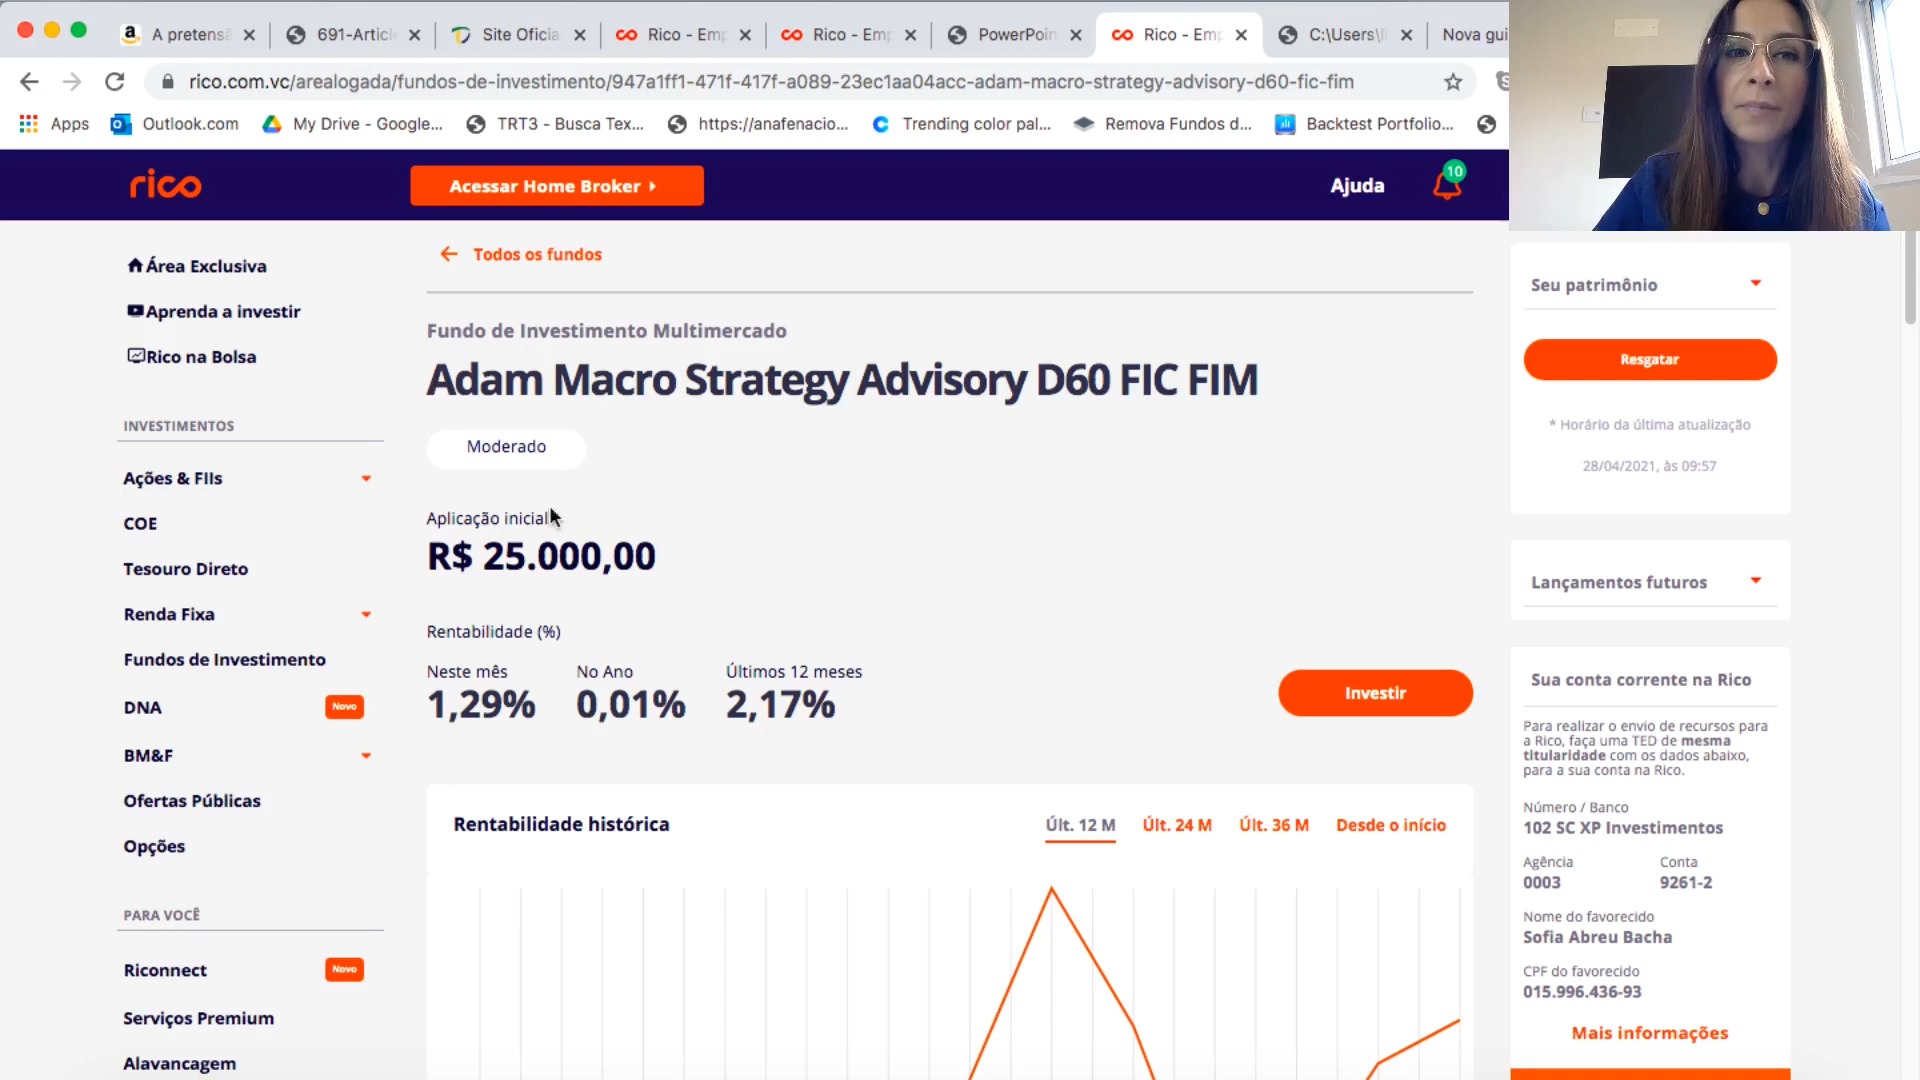 A pretensã
691-Articl
Site Oficia
Rico - Emp
Rico - Emp
PowerPoin
Rico - Emp
C:\Users\l
Nova gui
rico.com.vc/arealogada/fundos-de-investimento/947a1ff1-471f-417f-a089-23ec1aa04acc-adam-macro-strategy-advisory-d60-fic-fim
Apps
Outlook.com
My Drive - Google...
TRT3 - Busca Tex...
https://anafenacio...
Trending color pal...
Remova Fundos d...
Backtest Portfolio...
rico
Acessar Home Broker
Ajuda
10
Área Exclusiva
Aprenda a investir
Rico na Bolsa
INVESTIMENTOS
Ações & FIIs
COE
Tesouro Direto
Renda Fixa
Fundos de Investimento
DNA Novo
BM&F
Ofertas Públicas
Opções
PARA VOCÊ
Riconnect Novo
Serviços Premium
Alavancagem
Todos os fundos
Fundo de Investimento Multimercado
Adam Macro Strategy Advisory D60 FIC FIM
Moderado
Aplicação inicial
R$ 25.000,00
Rentabilidade (%)
Neste mês No Ano Últimos 12 meses
1,29% 0,01% 2,17%
Investir
Rentabilidade histórica
Últ. 12 M Últ. 24 M Últ. 36 M Desde o início
Seu patrimônio
Resgatar
* Horário da última atualização
28/04/2021, às 09:57
Lançamentos futuros
Sua conta corrente na Rico
Para realizar o envio de recursos para
a Rico, faça uma TED de mesma
titularidade com os dados abaixo,
para a sua conta na Rico.
Número / Banco
102 SC XP Investimentos
Agência Conta
0003 9261-2
Nome do favorecido
Sofia Abreu Bacha
CPF do favorecido
015.996.436-93
Mais informações